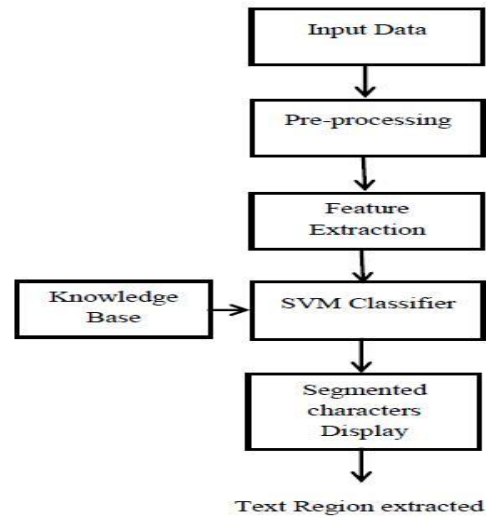 Input Data
Pre-processing
Feature
Extraction
Knowledge
Base
SVM Classifier
Segmented
characters
Display
Text Region extracted